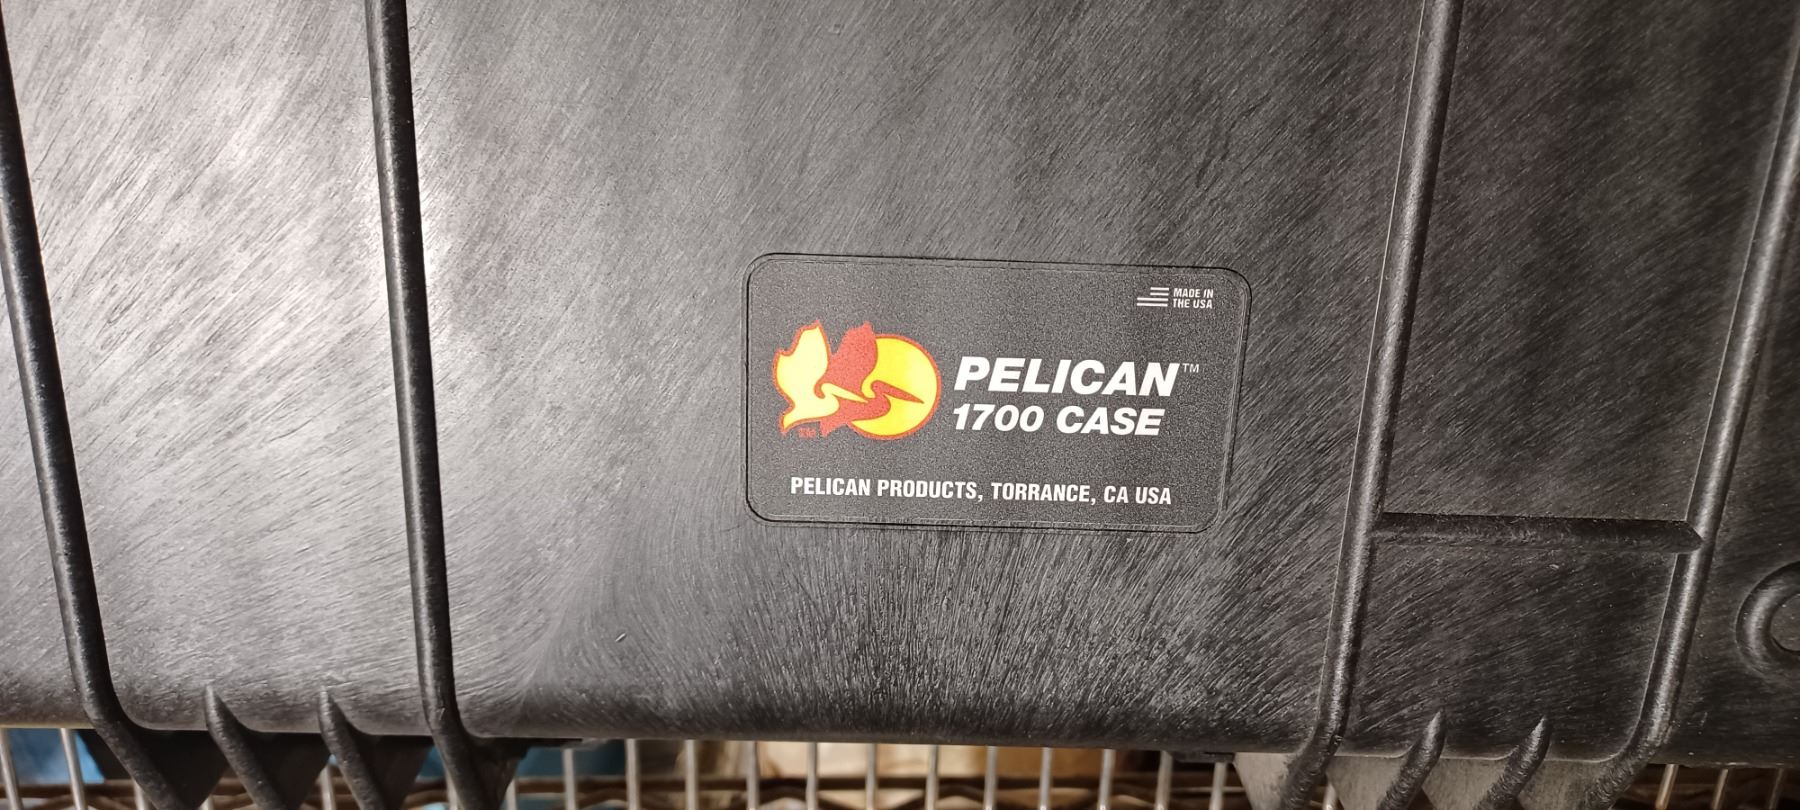 MADE IN
THE USA
PELICAN™
1700 CASE
PELICAN PRODUCTS, TORRANCE, CA USA